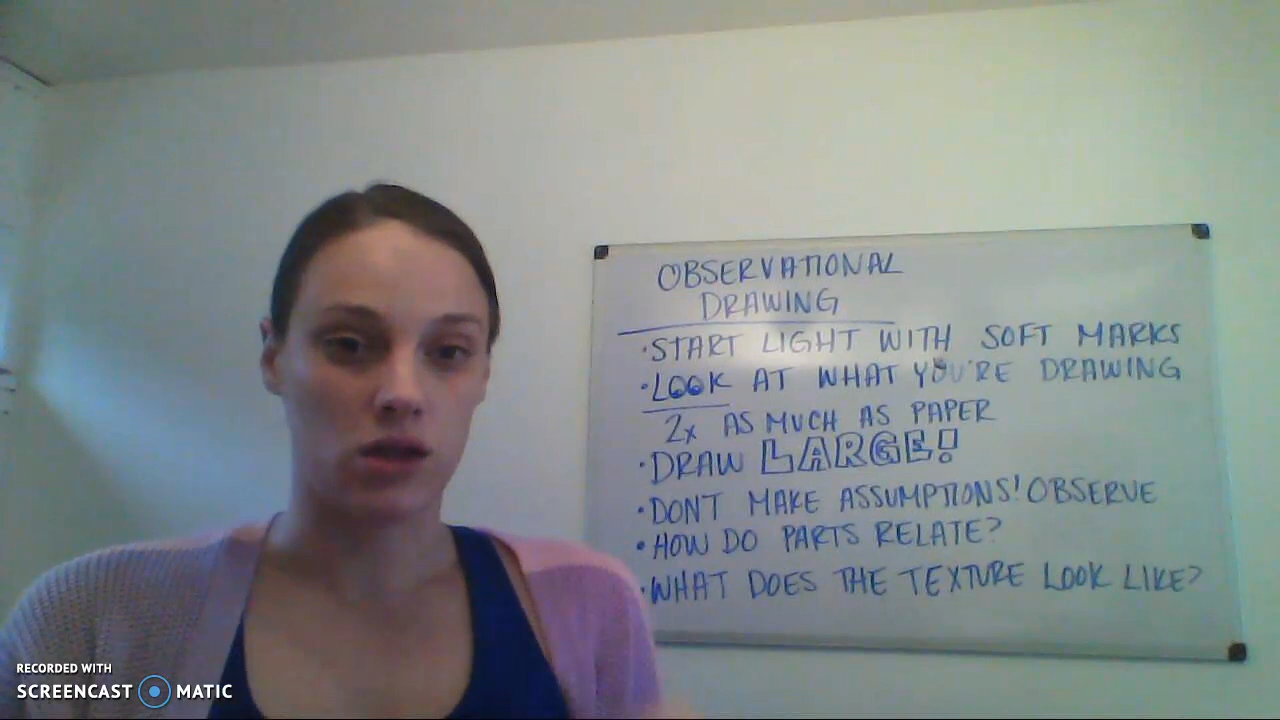 OBSERVATIONAL
DRAWING
·START LIGHT WITH SOFT MARKS
·LOOK AT WHAT YOU'RE DRAWING
2x AS MUCH AS PAPER
·DRAW LARGE!
·DONT MAKE ASSUMPTIONS! OBSERVE
·HOW DO PARTS RELATE?
·WHAT DOES THE TEXTURE LOOK LIKE?
RECORDED WITH
SCREENCAST MATIC